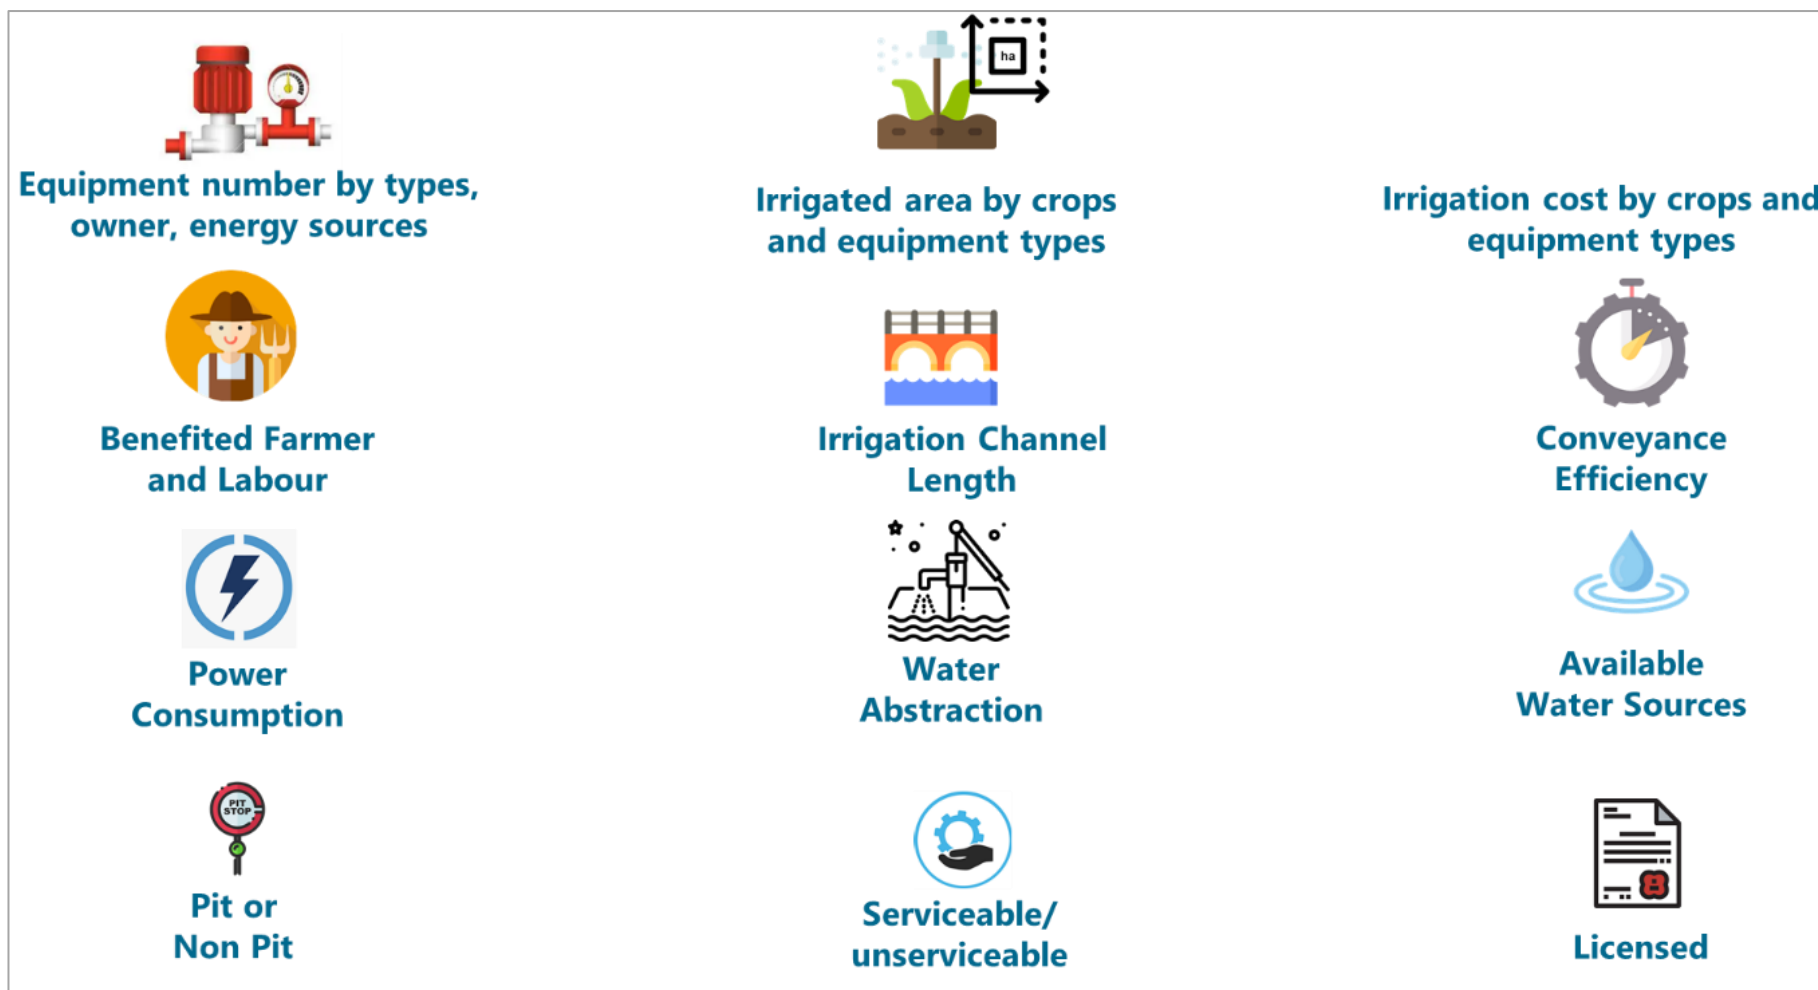 ha
Equipment number by types,
owner, energy sources
Irrigated area by crops
and equipment types
Irrigation cost by crops and
equipment types
Benefited Farmer
and Labour
Irrigation Channel
Length
Conveyance
Efficiency
Power
Consumption
Water
Abstraction
Available
Water Sources
PIT
STOP
Pit or
Non Pit
Serviceable/
unserviceable
Licensed